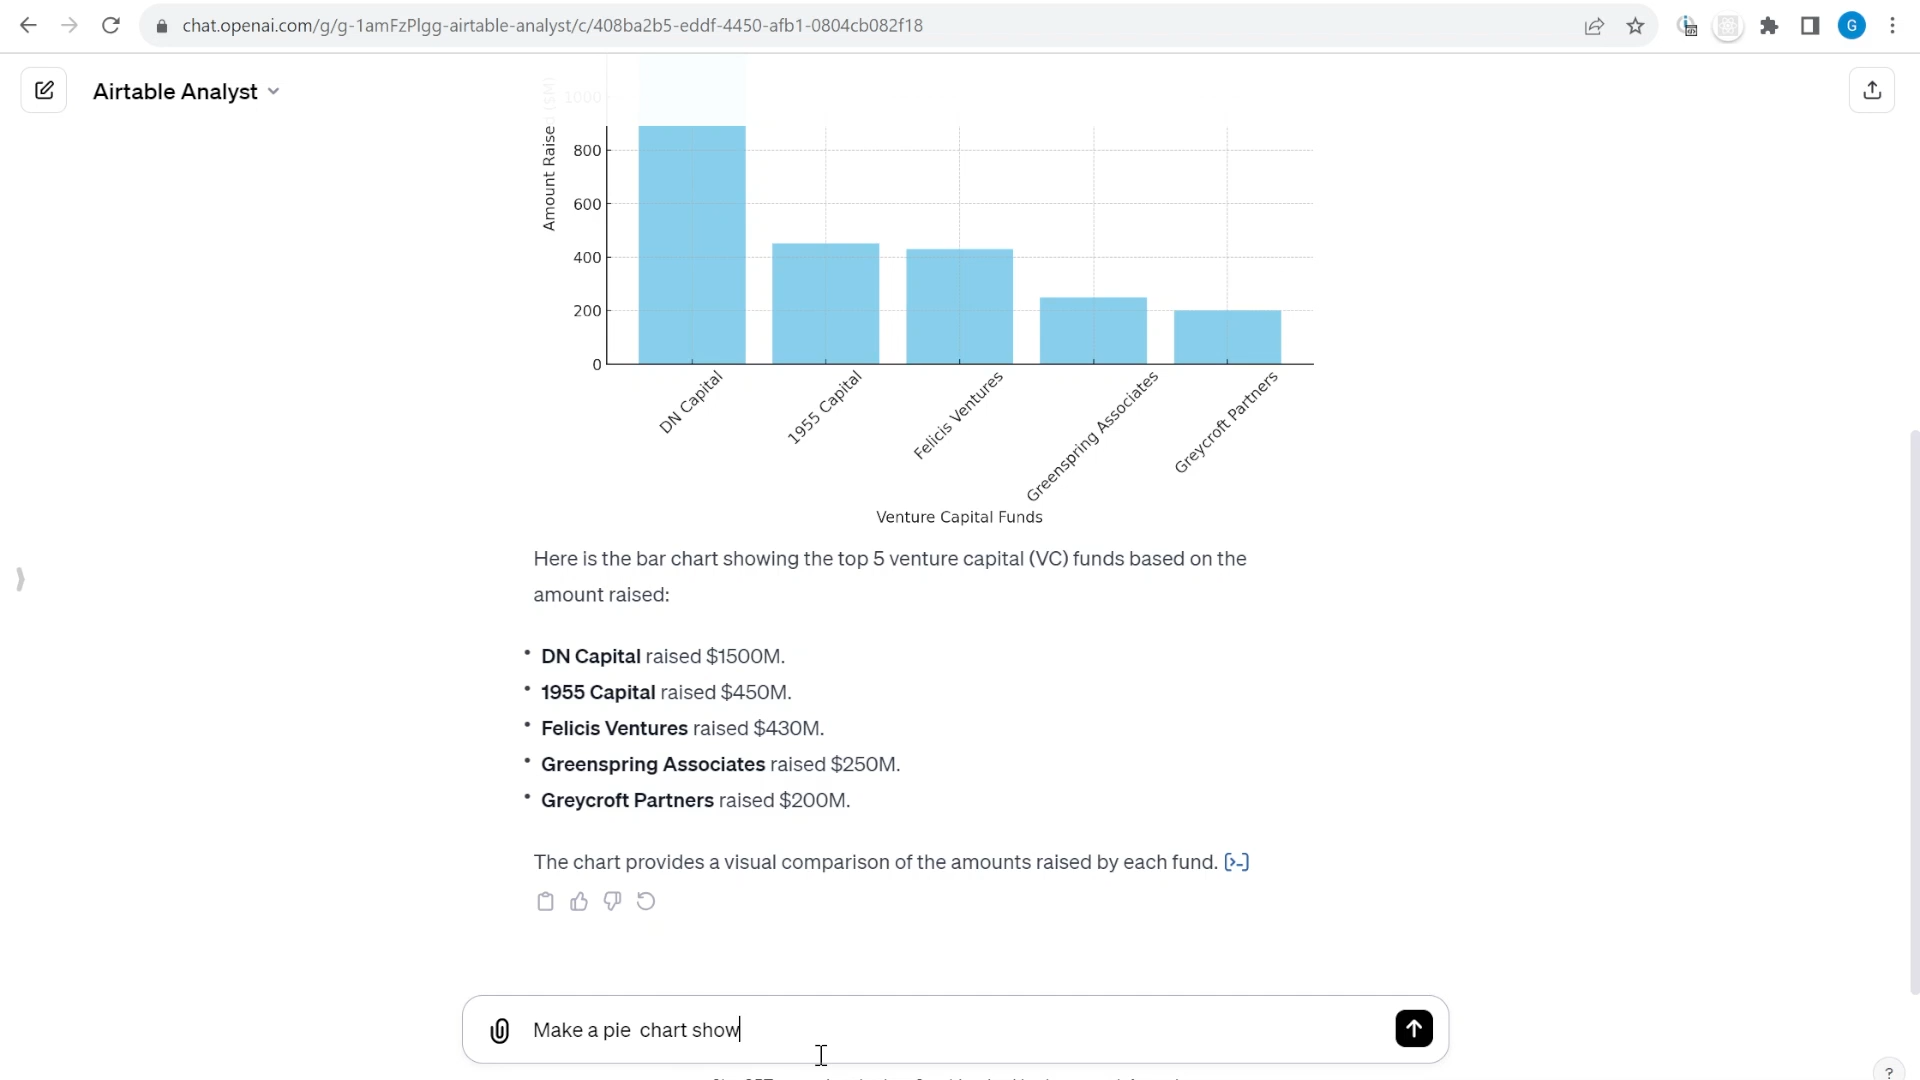 chat.openai.com/g/g-1amFzPlgg-airtable-analyst/c/408ba2b5-eddf-4450-afb1-0804cb082f18
G
Airtable Analyst
1000
Amount Raise
800
600
400
200
0
DN Capital
1955 Capital
Felicis Ventures
Greenspring Associates
Greycroft Partners
Venture Capital Funds
Here is the bar chart showing the top 5 venture capital (VC) funds based on the
amount raised:
• DN Capital raised $1500M.
• 1955 Capital raised $450M.
• Felicis Ventures raised $430M.
• Greenspring Associates raised $250M.
• Greycroft Partners raised $200M.
The chart provides a visual comparison of the amounts raised by each fund. [>-]
Make a pie  chart show
?